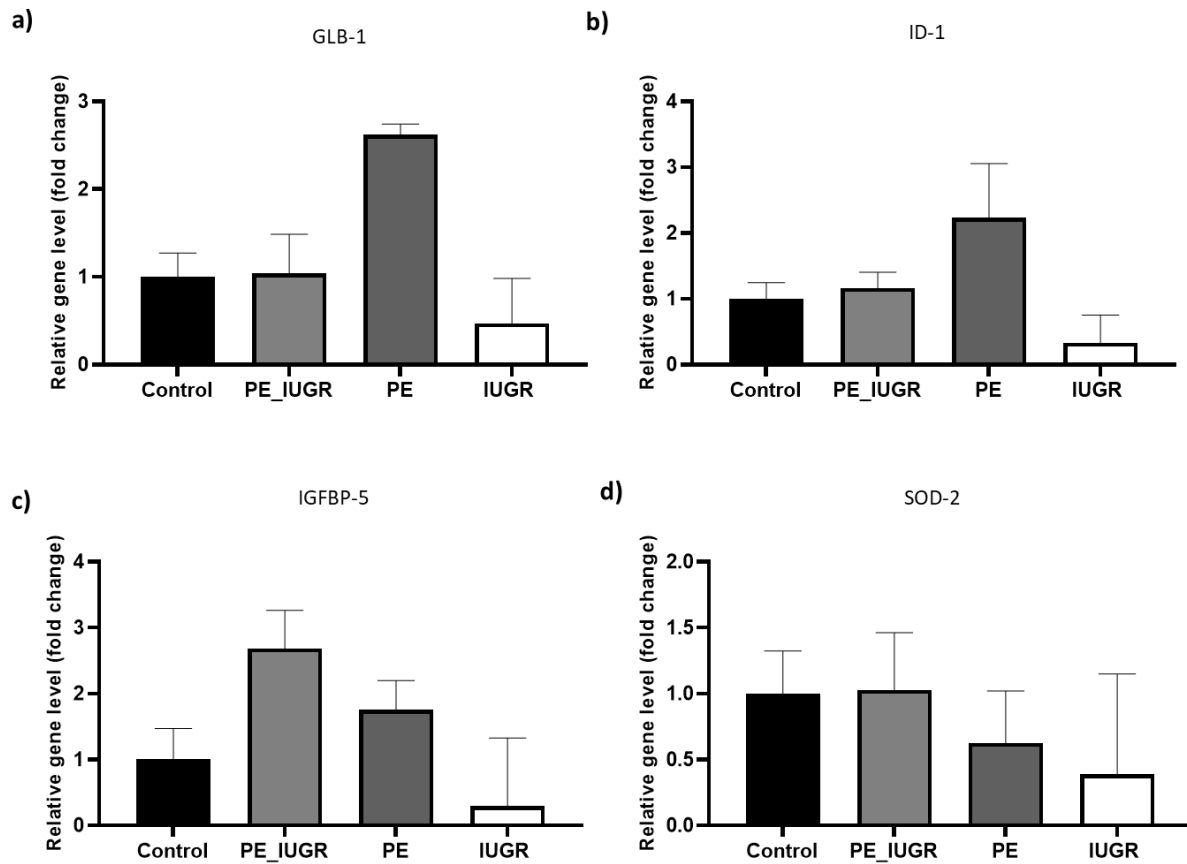 a)
GLB-1
Relative gene level (fold change)
3
2
1
0
Control PE_IUGR PE IUGR
b)
ID-1
Relative gene level (fold change)
4
3
2
1
0
Control PE_IUGR PE IUGR
c)
IGFBP-5
Relative gene level (fold change)
4
3
2
1
0
Control PE_IUGR PE IUGR
d)
SOD-2
Relative gene level (fold change)
2.0
1.5
1.0
0.5
0.0
Control PE_IUGR PE IUGR